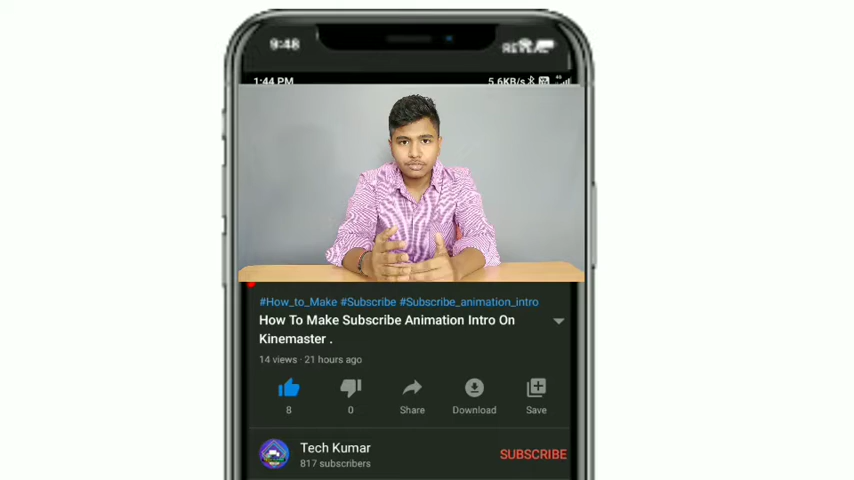 9:48
1:44 PM 5.6KB/s
#How_to_Make #Subscribe #Subscribe_animation_intro
How To Make Subscribe Animation Intro On
Kinemaster .
14 views · 21 hours ago
8 0 Share Download Save
Tech Kumar
817 subscribers
SUBSCRIBE